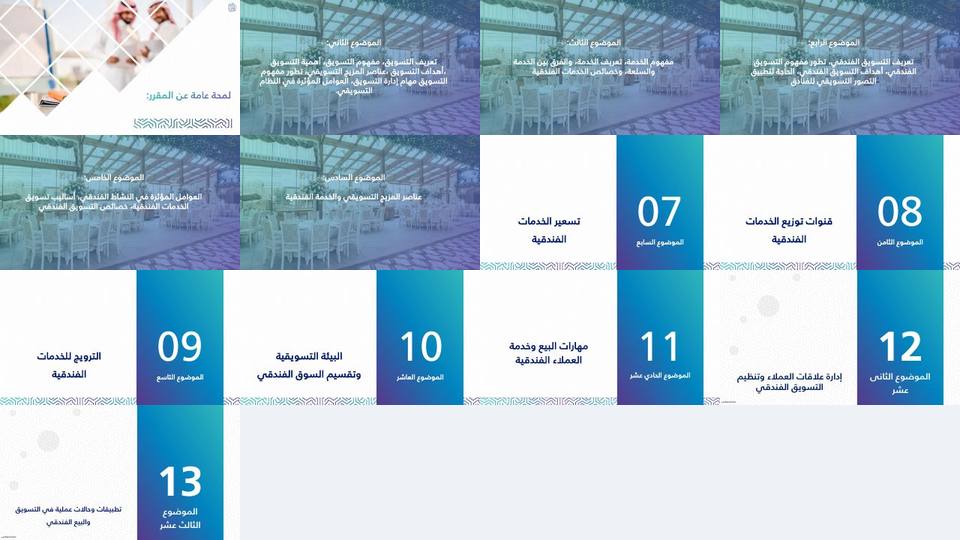 لمحة عامة عن المقرر:
الموضوع الثاني:
تعريف التسويق، مفهوم التسويق، أهمية التسويق
،أهداف التسويق، عناصر المزيج التسويقي، تطور مفهوم
التسويق مهام إدارة التسويق، العوامل المؤثرة في النظام
التسويقي.
الموضوع الثالث:
مفهوم الخدمة، تعريف الخدمة، والفرق بين الخدمة
والسلعة، وخصائص الخدمات الفندقية
الموضوع الرابع:
تعريف التسويق الفندقي، تطور مفهوم التسويق
الفندقي، أهداف التسويق الفندقي، الحاجة لتطبيق
التصور التسويقي للفنادق
الموضوع الخامس:
العوامل المؤثرة في النشاط الفندقي، أساليب تسويق
الخدمات الفندقية، خصائص التسويق الفندقي
الموضوع السادس:
عناصر المزيج التسويقي والخدمة الفندقية
07
الموضوع السابع
تسعير الخدمات
الفندقية
08
الموضوع الثامن
قنوات توزيع الخدمات
الفندقية
09
الموضوع التاسع
الترويج للخدمات
الفندقية
10
الموضوع العاشر
البيئة التسويقية
وتقسيم السوق الفندقي
11
الموضوع الحادي عشر
مهارات البيع وخدمة
العملاء الفندقية
12
الموضوع الثاني
عشر
إدارة علاقات العملاء وتنظيم
التسويق الفندقي
13
الموضوع
الثالث عشر
تطبيقات وحالات عملية في التسويق
والبيع الفندقي